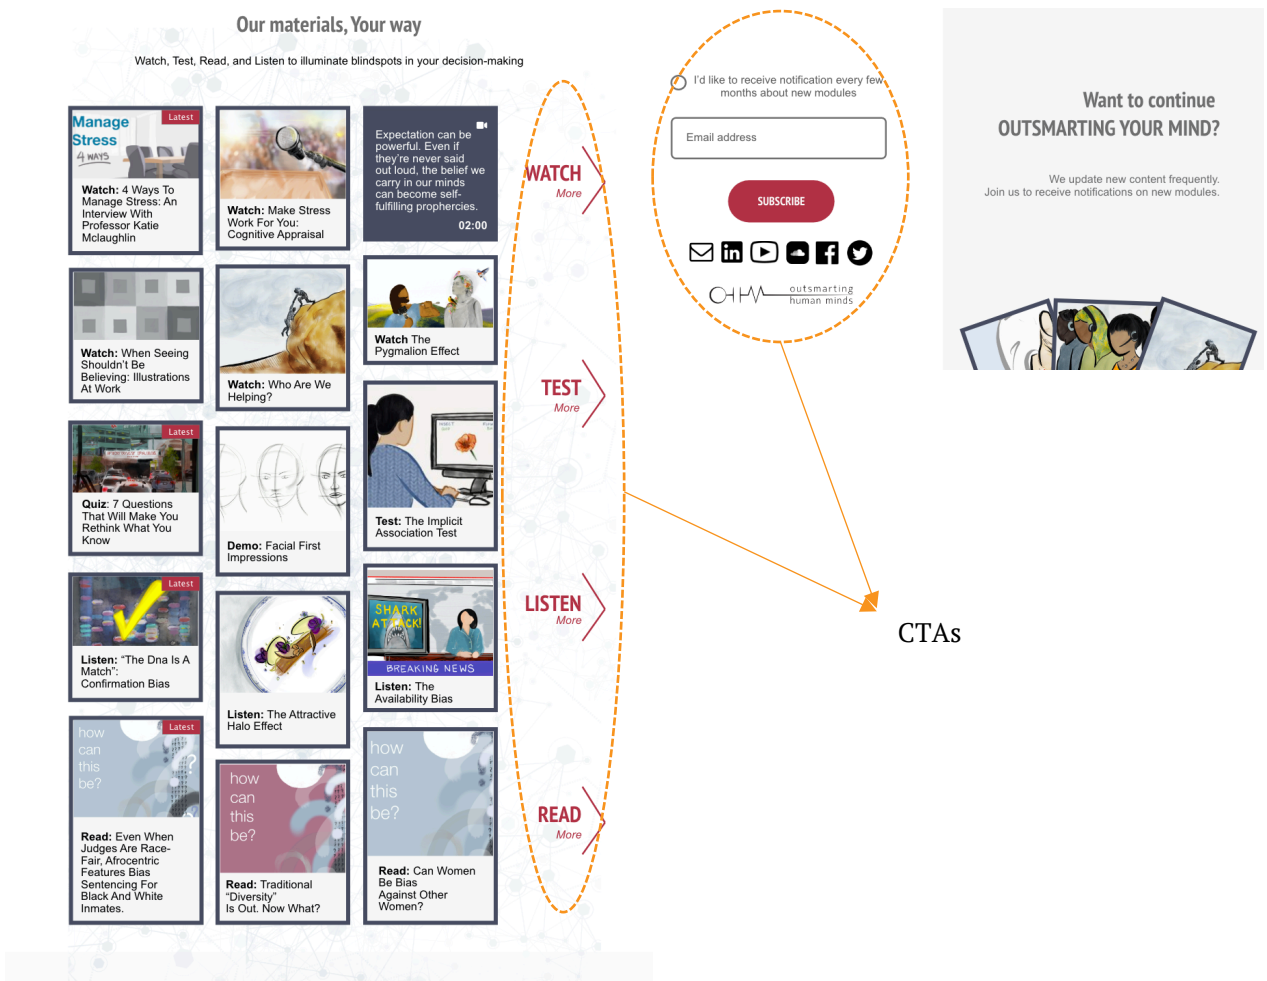 Our materials, Your way
Watch, Test, Read, and Listen to illuminate blindspots in your decision-making
Manage
Stress
4 WAYS
Latest
Watch: 4 Ways To
Manage Stress: An
Interview With
Professor Katie
Mclaughlin
Watch: Make Stress
Work For You:
Cognitive Appraisal
Expectation can be
powerful. Even if
they're never said
out loud, the belief we
carry in our minds
can become self-
fulfilling prophercies.
02:00
WATCH
More
Watch: When Seeing
Shouldn't Be
Believing: Illustrations
At Work
Watch: Who Are We
Helping?
Watch The
Pygmalion Effect
Latest
Quiz: 7 Questions
That Will Make You
Rethink What You
Know
Demo: Facial First
Impressions
Test: The Implicit
Association Test
TEST
More
Latest
Listen: “The Dna Is A
Match”:
Confirmation Bias
Listen: The Attractive
Halo Effect
SHARK
ATTACK!
BREAKING NEWS
Listen: The
Availability Bias
LISTEN
More
how
can
this
be?
Latest
Read: Even When
Judges Are Race-
Fair, Afrocentric
Features Bias
Sentencing For
Black And White
Inmates.
how
can
this
be?
Read: Traditional
“Diversity”
Is Out. Now What?
how
can
this
be?
Read: Can Women
Be Bias
Against Other
Women?
READ
More
I'd like to receive notification every few
months about new modules
Email address
SUBSCRIBE
outsmarting
human minds
Want to continue
OUTSMARTING YOUR MIND?
We update new content frequently.
Join us to receive notifications on new modules.
CTAs